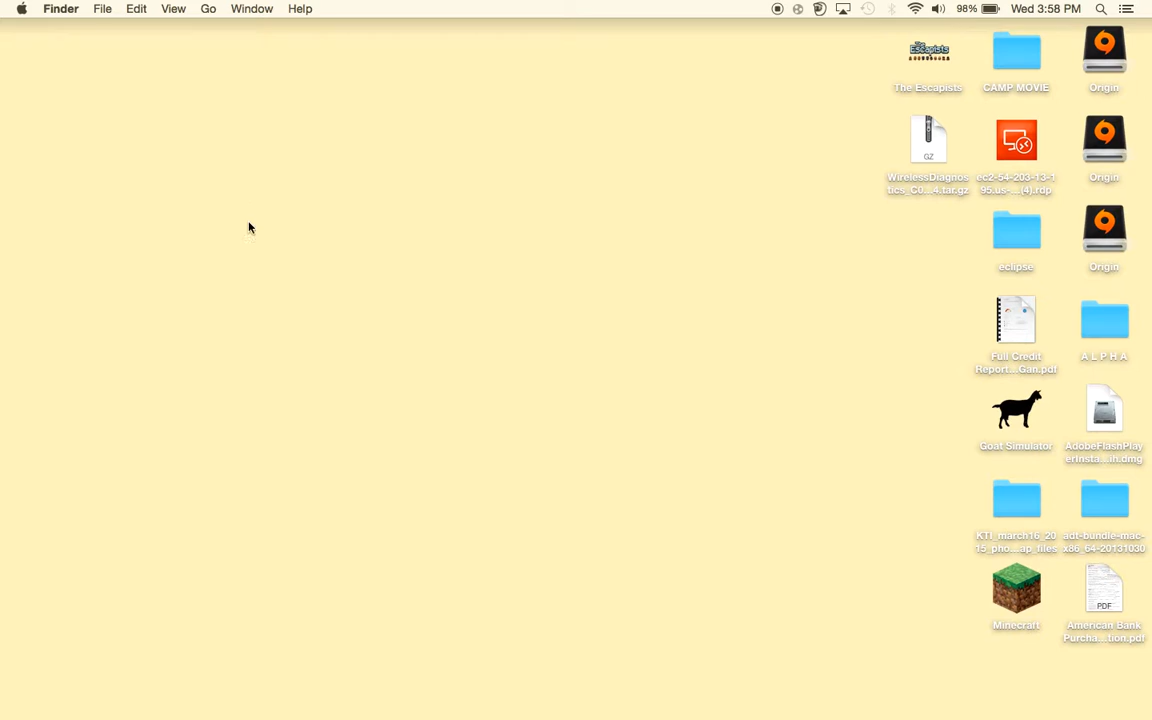 Finder File Edit View Go Window Help 98% Wed 3:58 PM
The Escapists CAMP MOVIE Origin
GZ
WirelessDiagnos ec2-54-203-13-1 Origin
tics_C0...4.tar.gz 95.us-...(4).rdp
eclipse Origin
Full Credit A L P H A
Report...Gan.pdf
Goat Simulator AdobeFlashPlay
erInsta...ih.dmg
KTI_march16_20 adt-bundle-mac-
15_pho...ap_files x86_64-20131030
PDF
Minecraft American Bank
Purcha...tion.pdf